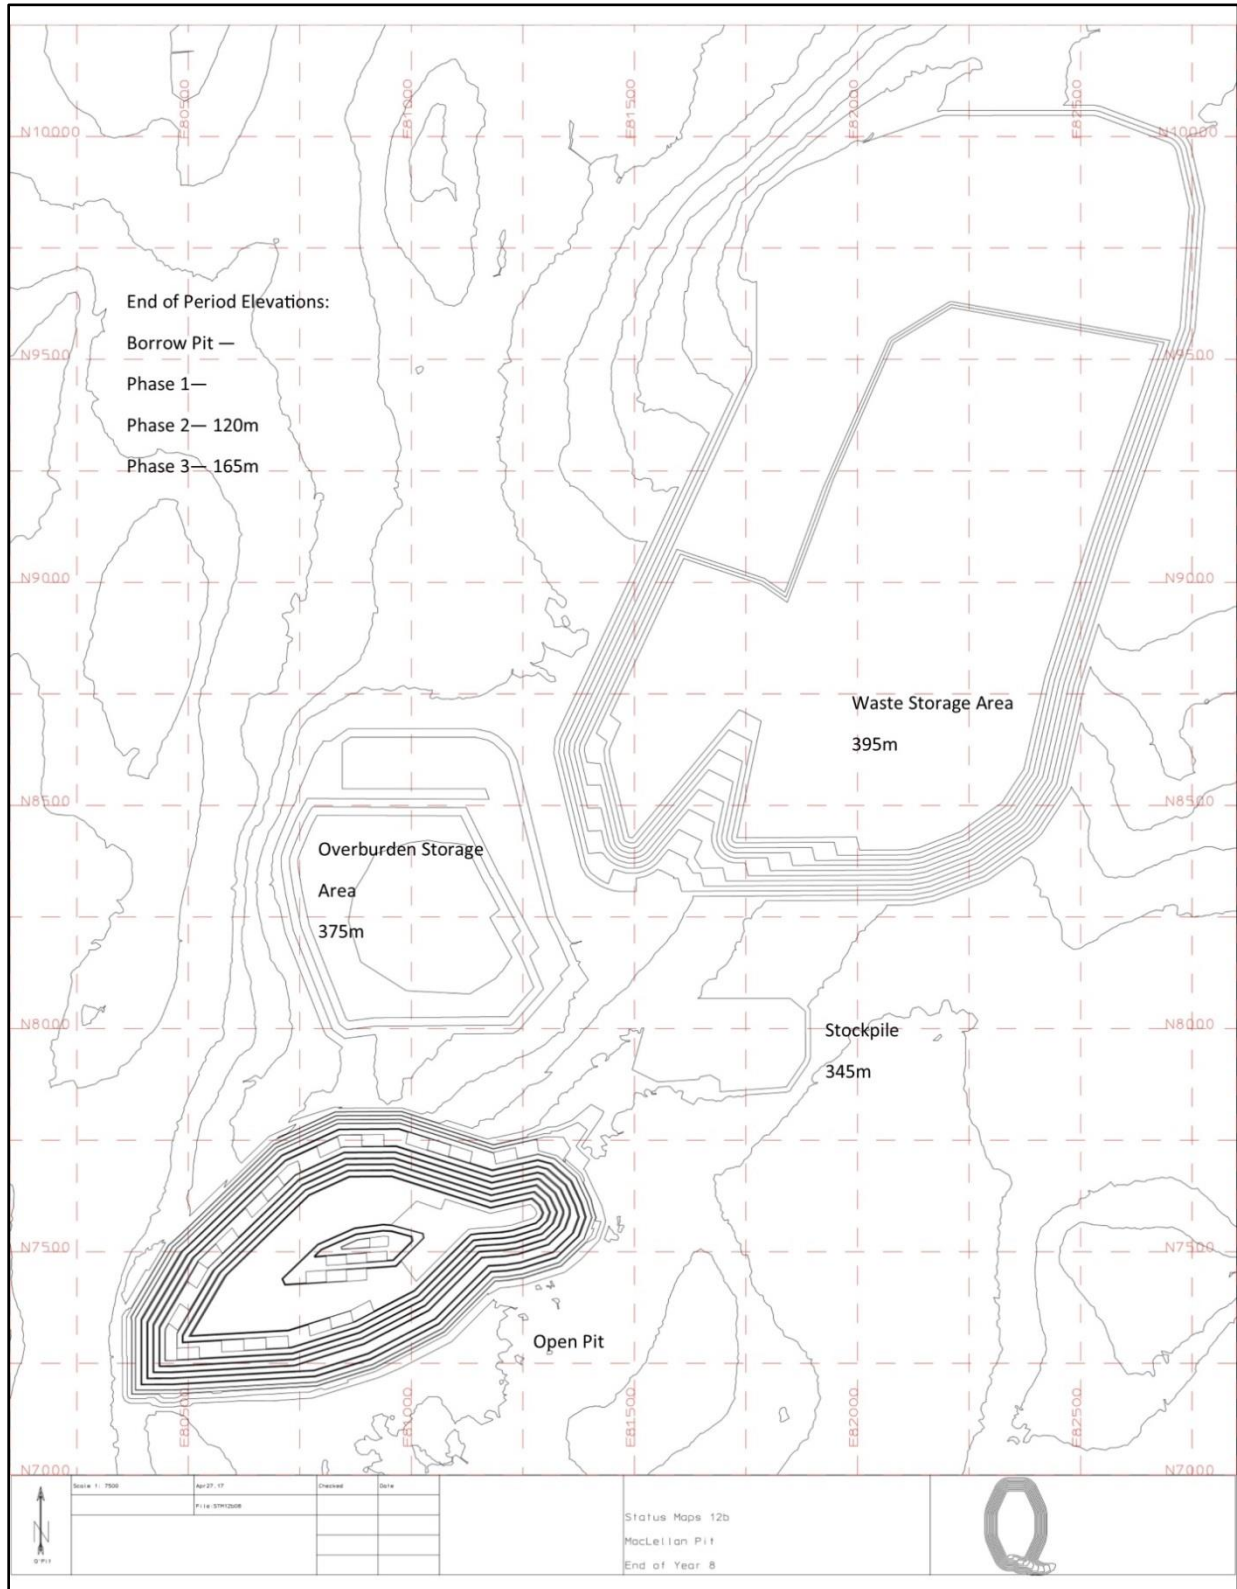 E80500
E81000
E81500
E82000
E82500
N10000
N10000
End of Period Elevations:
Borrow Pit —
Phase 1—
Phase 2— 120m
Phase 3— 165m
N9500
N9500
N9000
N9000
Waste Storage Area
395m
N8500
N8500
Overburden Storage
Area
375m
N8000
N8000
Stockpile
345m
N7500
N7500
Open Pit
E80500
E81000
E81500
E82000
E82500
N7000
N7000
Scale 1: 7500
Apr27, 17
Checked
Date
File:STM12b08
N
Q'Pit
Status Maps 12b
MacLellan Pit
End of Year 8